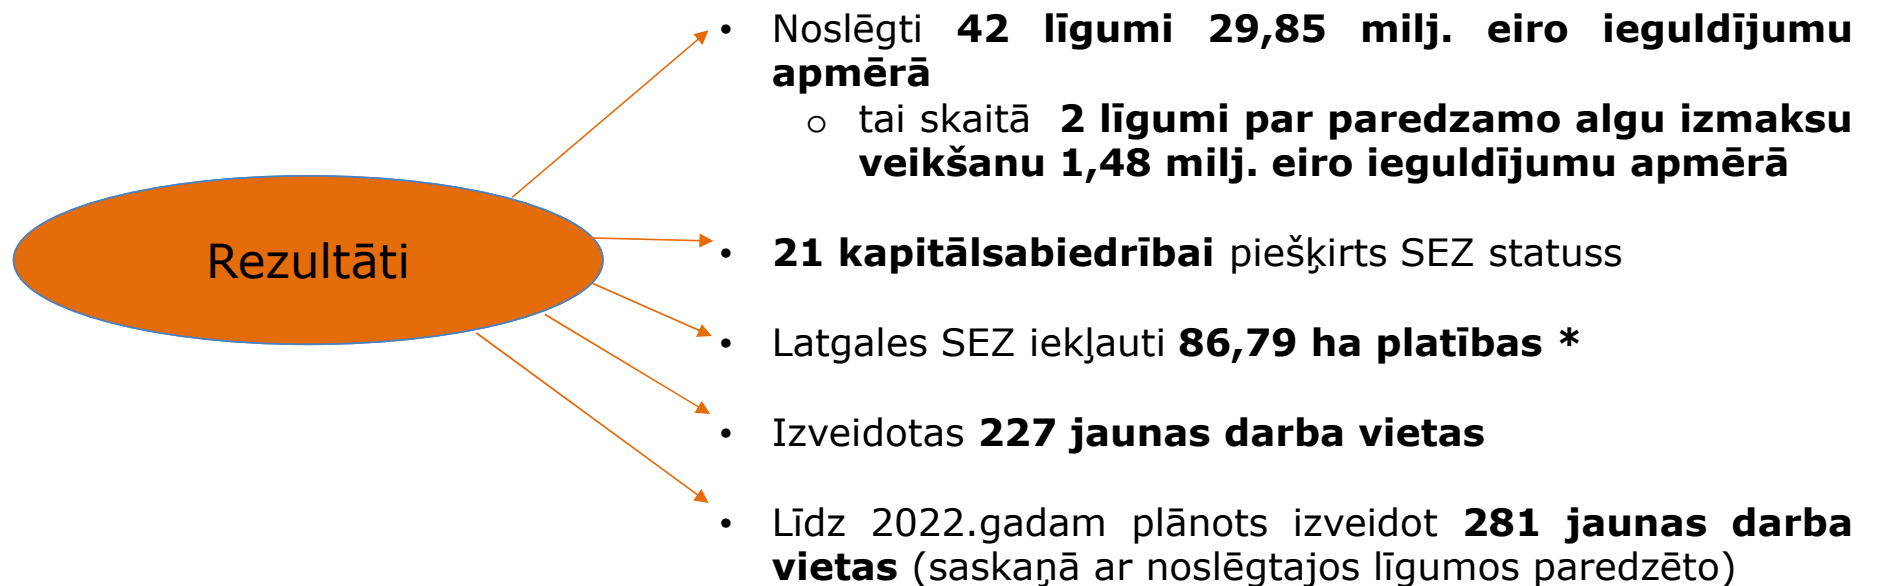 • Noslēgti 42 līgumi 29,85 milj. eiro ieguldījumu
apmērā
o tai skaitā 2 līgumi par paredzamo algu izmaksu
veikšanu 1,48 milj. eiro ieguldījumu apmērā
Rezultāti
• 21 kapitālsabiedrībai piešķirts SEZ statuss
• Latgales SEZ iekļauti 86,79 ha platības *
• Izveidotas 227 jaunas darba vietas
• Līdz 2022.gadam plānots izveidot 281 jaunas darba
vietas (saskaņā ar noslēgtajos līgumos paredzēto)